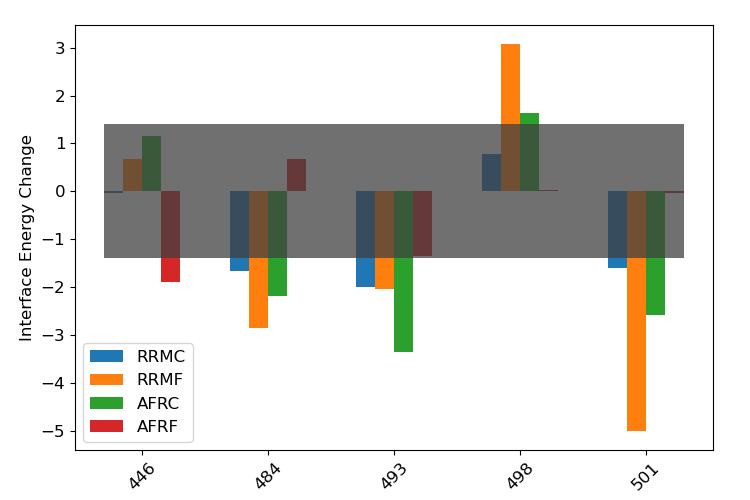 Interface Energy Change
3
2
1
0
−1
−2
−3
−4
−5
RRMC
RRMF
AFRC
AFRF
446
484
493
498
501